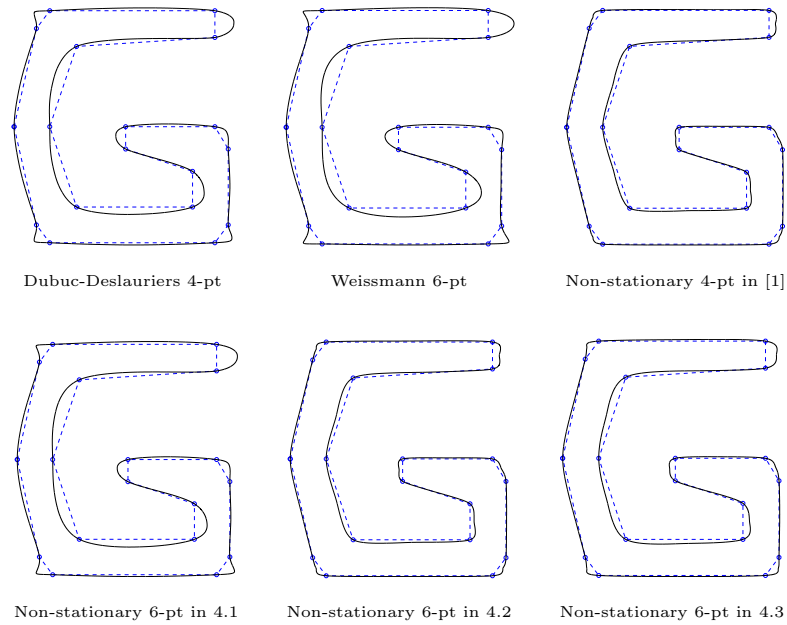 Dubuc-Deslauriers 4-pt
Weissmann 6-pt
Non-stationary 4-pt in [1]
Non-stationary 6-pt in 4.1
Non-stationary 6-pt in 4.2
Non-stationary 6-pt in 4.3